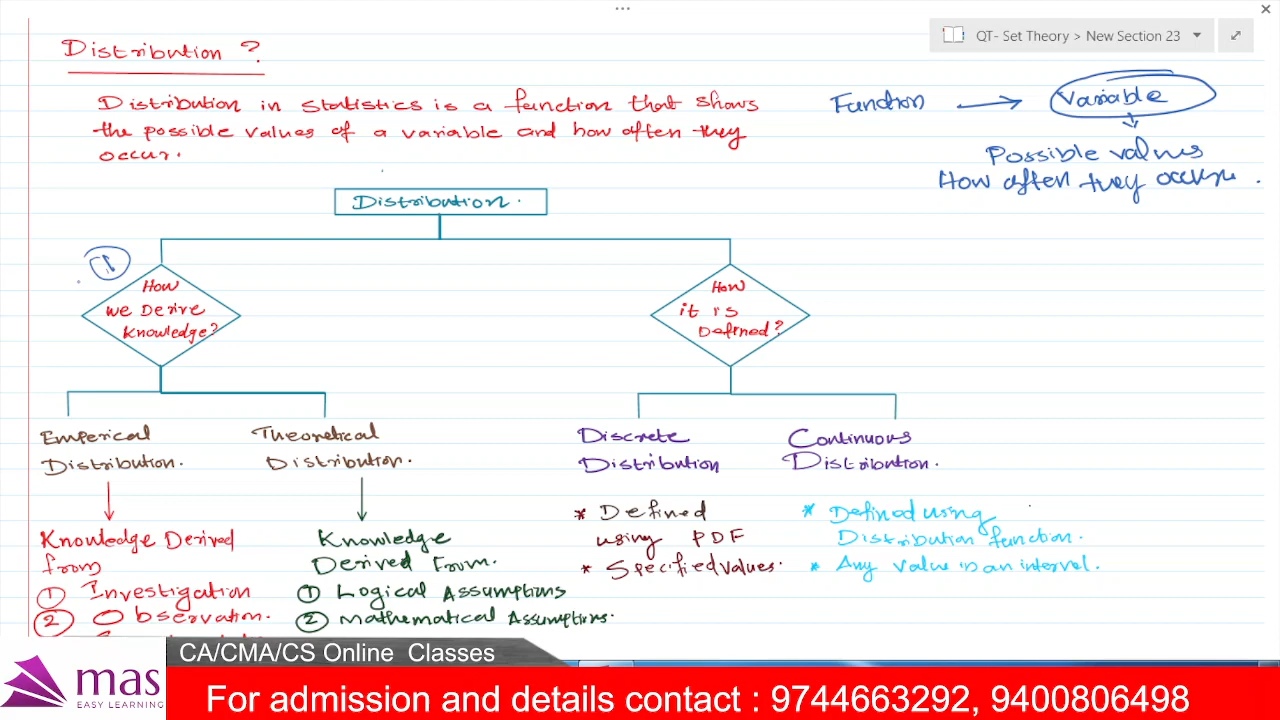 QT- Set Theory > New Section 23
Distribution ?
Distribution in statistics is a function that shows
the possible values of a variable and how often they
occur.
Function → Variable
Possible values
How often they occur
Distribution.
1
How
we Derive
Knowledge?
How
it is
Defined?
Emperical
Distribution.
Theoretical
Distribution.
Discrete
Distribution
Continuous
Distribution.
Knowledge Derived
from
① Investigation
② Observation.
Knowledge
Derived From.
① Logical Assumptions
② Mathematical Assumptions.
* Defined
using PDF
* Specified values.
* Defined using
Distribution function.
* Any value in an interval.
CA/CMA/CS Online Classes
mas
EASY LEARNING
For admission and details contact : 9744663292, 9400806498